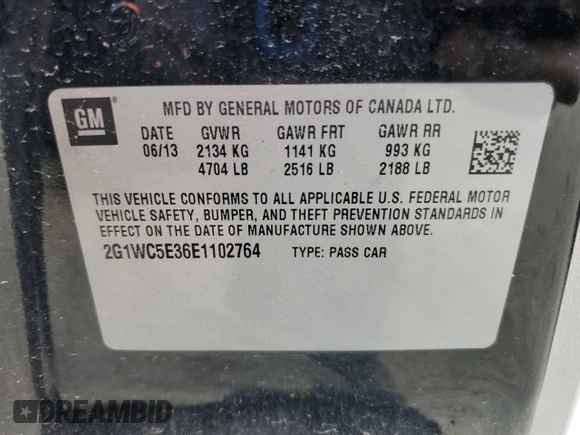 GM
MFD BY GENERAL MOTORS OF CANADA LTD.
DATE GVWR GAWR FRT GAWR RR
06/13 2134 KG 1141 KG 993 KG
4704 LB 2516 LB 2188 LB
THIS VEHICLE CONFORMS TO ALL APPLICABLE U.S. FEDERAL MOTOR
VEHICLE SAFETY, BUMPER, AND THEFT PREVENTION STANDARDS IN
EFFECT ON THE DATE OF MANUFACTURE SHOWN ABOVE.
2G1WC5E36E1102764 TYPE: PASS CAR
DREAMBID